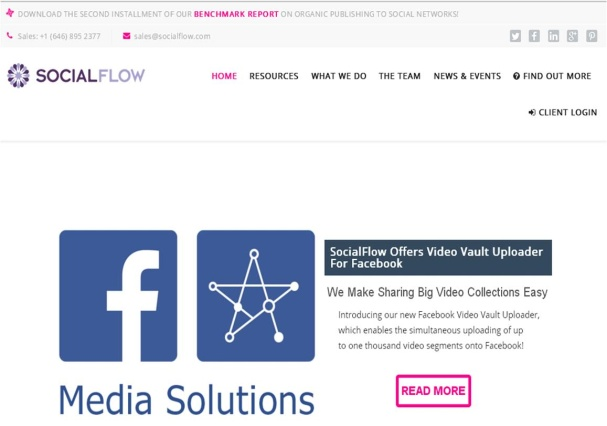 DOWNLOAD THE SECOND INSTALLMENT OF OUR BENCHMARK REPORT ON ORGANIC PUBLISHING TO SOCIAL NETWORKS!
Sales: +1 (646) 895 2377 sales@socialflow.com
SOCIALFLOW
HOME RESOURCES WHAT WE DO THE TEAM NEWS & EVENTS FIND OUT MORE
CLIENT LOGIN
SocialFlow Offers Video Vault Uploader
For Facebook
We Make Sharing Big Video Collections Easy
Introducing our new Facebook Video Vault Uploader,
which enables the simultaneous uploading of up
to one thousand video segments onto Facebook!
Media Solutions
READ MORE